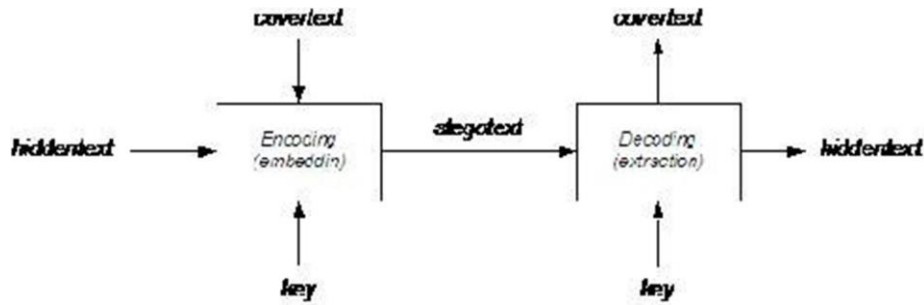 covertext
covertext
hiddentext
Encoding
(embeddin)
stegotext
Decoding
(extraction)
hiddentext
key
key